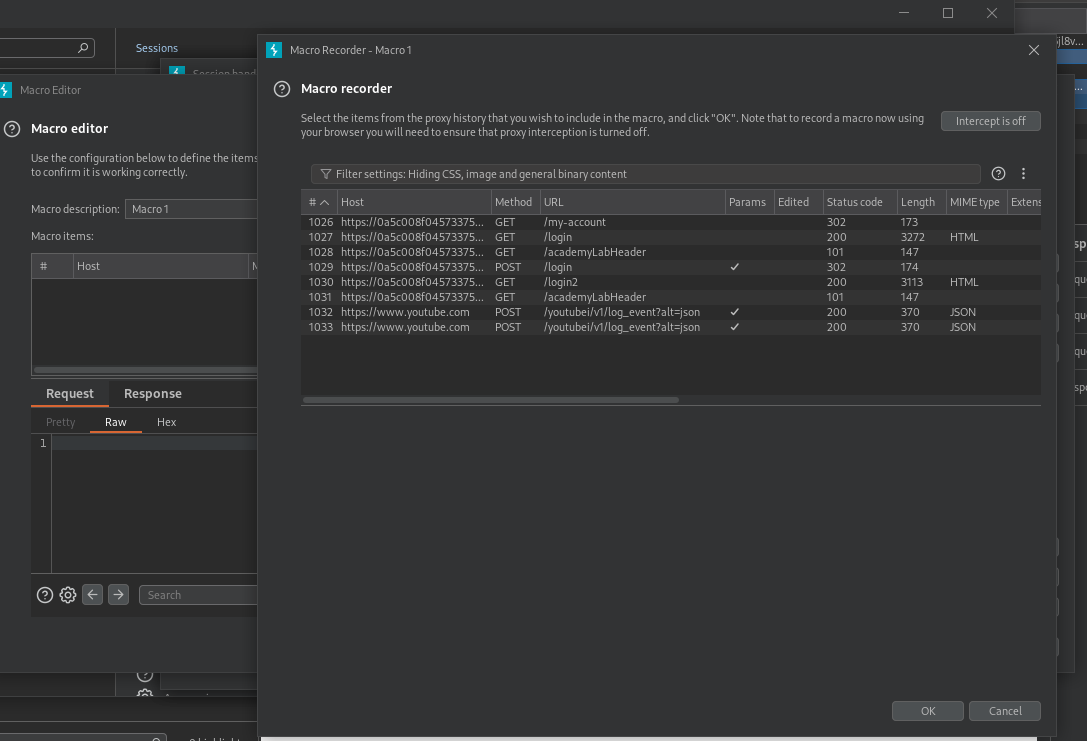 Sessions
Session hand
Macro Editor
Macro editor
Use the configuration below to define the items
to confirm it is working correctly.
Macro description: Macro 1
Macro items:
# Host
Request Response
Pretty Raw Hex
1
Search
Macro Recorder - Macro 1
Macro recorder
Select the items from the proxy history that you wish to include in the macro, and click "OK". Note that to record a macro now using
your browser you will need to ensure that proxy interception is turned off.
Intercept is off
Filter settings: Hiding CSS, image and general binary content
# Host Method URL Params Edited Status code Length MIME type Extens
1026 https://0a5c008f04573375... GET /my-account 302 173
1027 https://0a5c008f04573375... GET /login 200 3272 HTML
1028 https://0a5c008f04573375... GET /academyLabHeader 101 147
1029 https://0a5c008f04573375... POST /login ✓ 302 174
1030 https://0a5c008f04573375... GET /login2 200 3113 HTML
1031 https://0a5c008f04573375... GET /academyLabHeader 101 147
1032 https://www.youtube.com POST /youtubei/v1/log_event?alt=json ✓ 200 370 JSON
1033 https://www.youtube.com POST /youtubei/v1/log_event?alt=json ✓ 200 370 JSON
OK Cancel